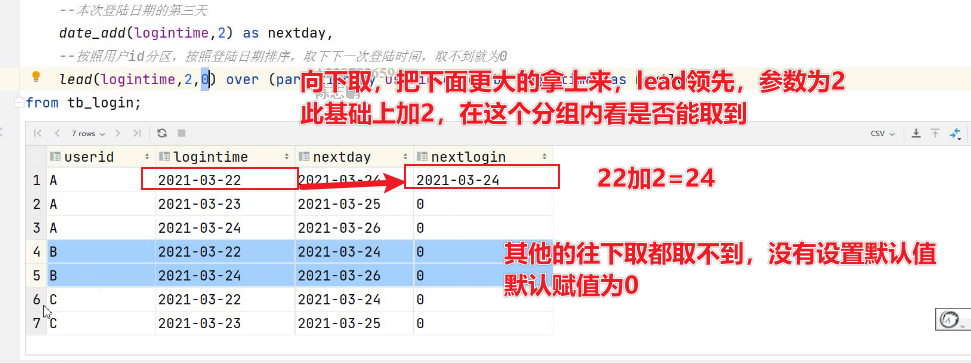 --本次登陆日期的第三天
date_add(logintime,2) as nextday,
--按照用户id分区，按照登陆日期排序，取下下一次登陆时间，取不到就为0
lead(logintime,2,0) over (par
as
向下取，把下面更大的拿上来，lead领先，参数为2
from tb_login;
此基础上加2，在这个分组内看是否能取到
7 rows
CSV
userid logintime nextday nextlogin
1 A 2021-03-22 2021-03-24 2021-03-24
22加2=24
2 A 2021-03-23 2021-03-25 0
3 A 2021-03-24 2021-03-26 0
4 B 2021-03-22 2021-03-24 0
其他的往下取都取不到，没有设置默认值
5 B 2021-03-24 2021-03-26 0
默认赋值为0
6 C 2021-03-22 2021-03-24 0
7 C 2021-03-23 2021-03-25 0